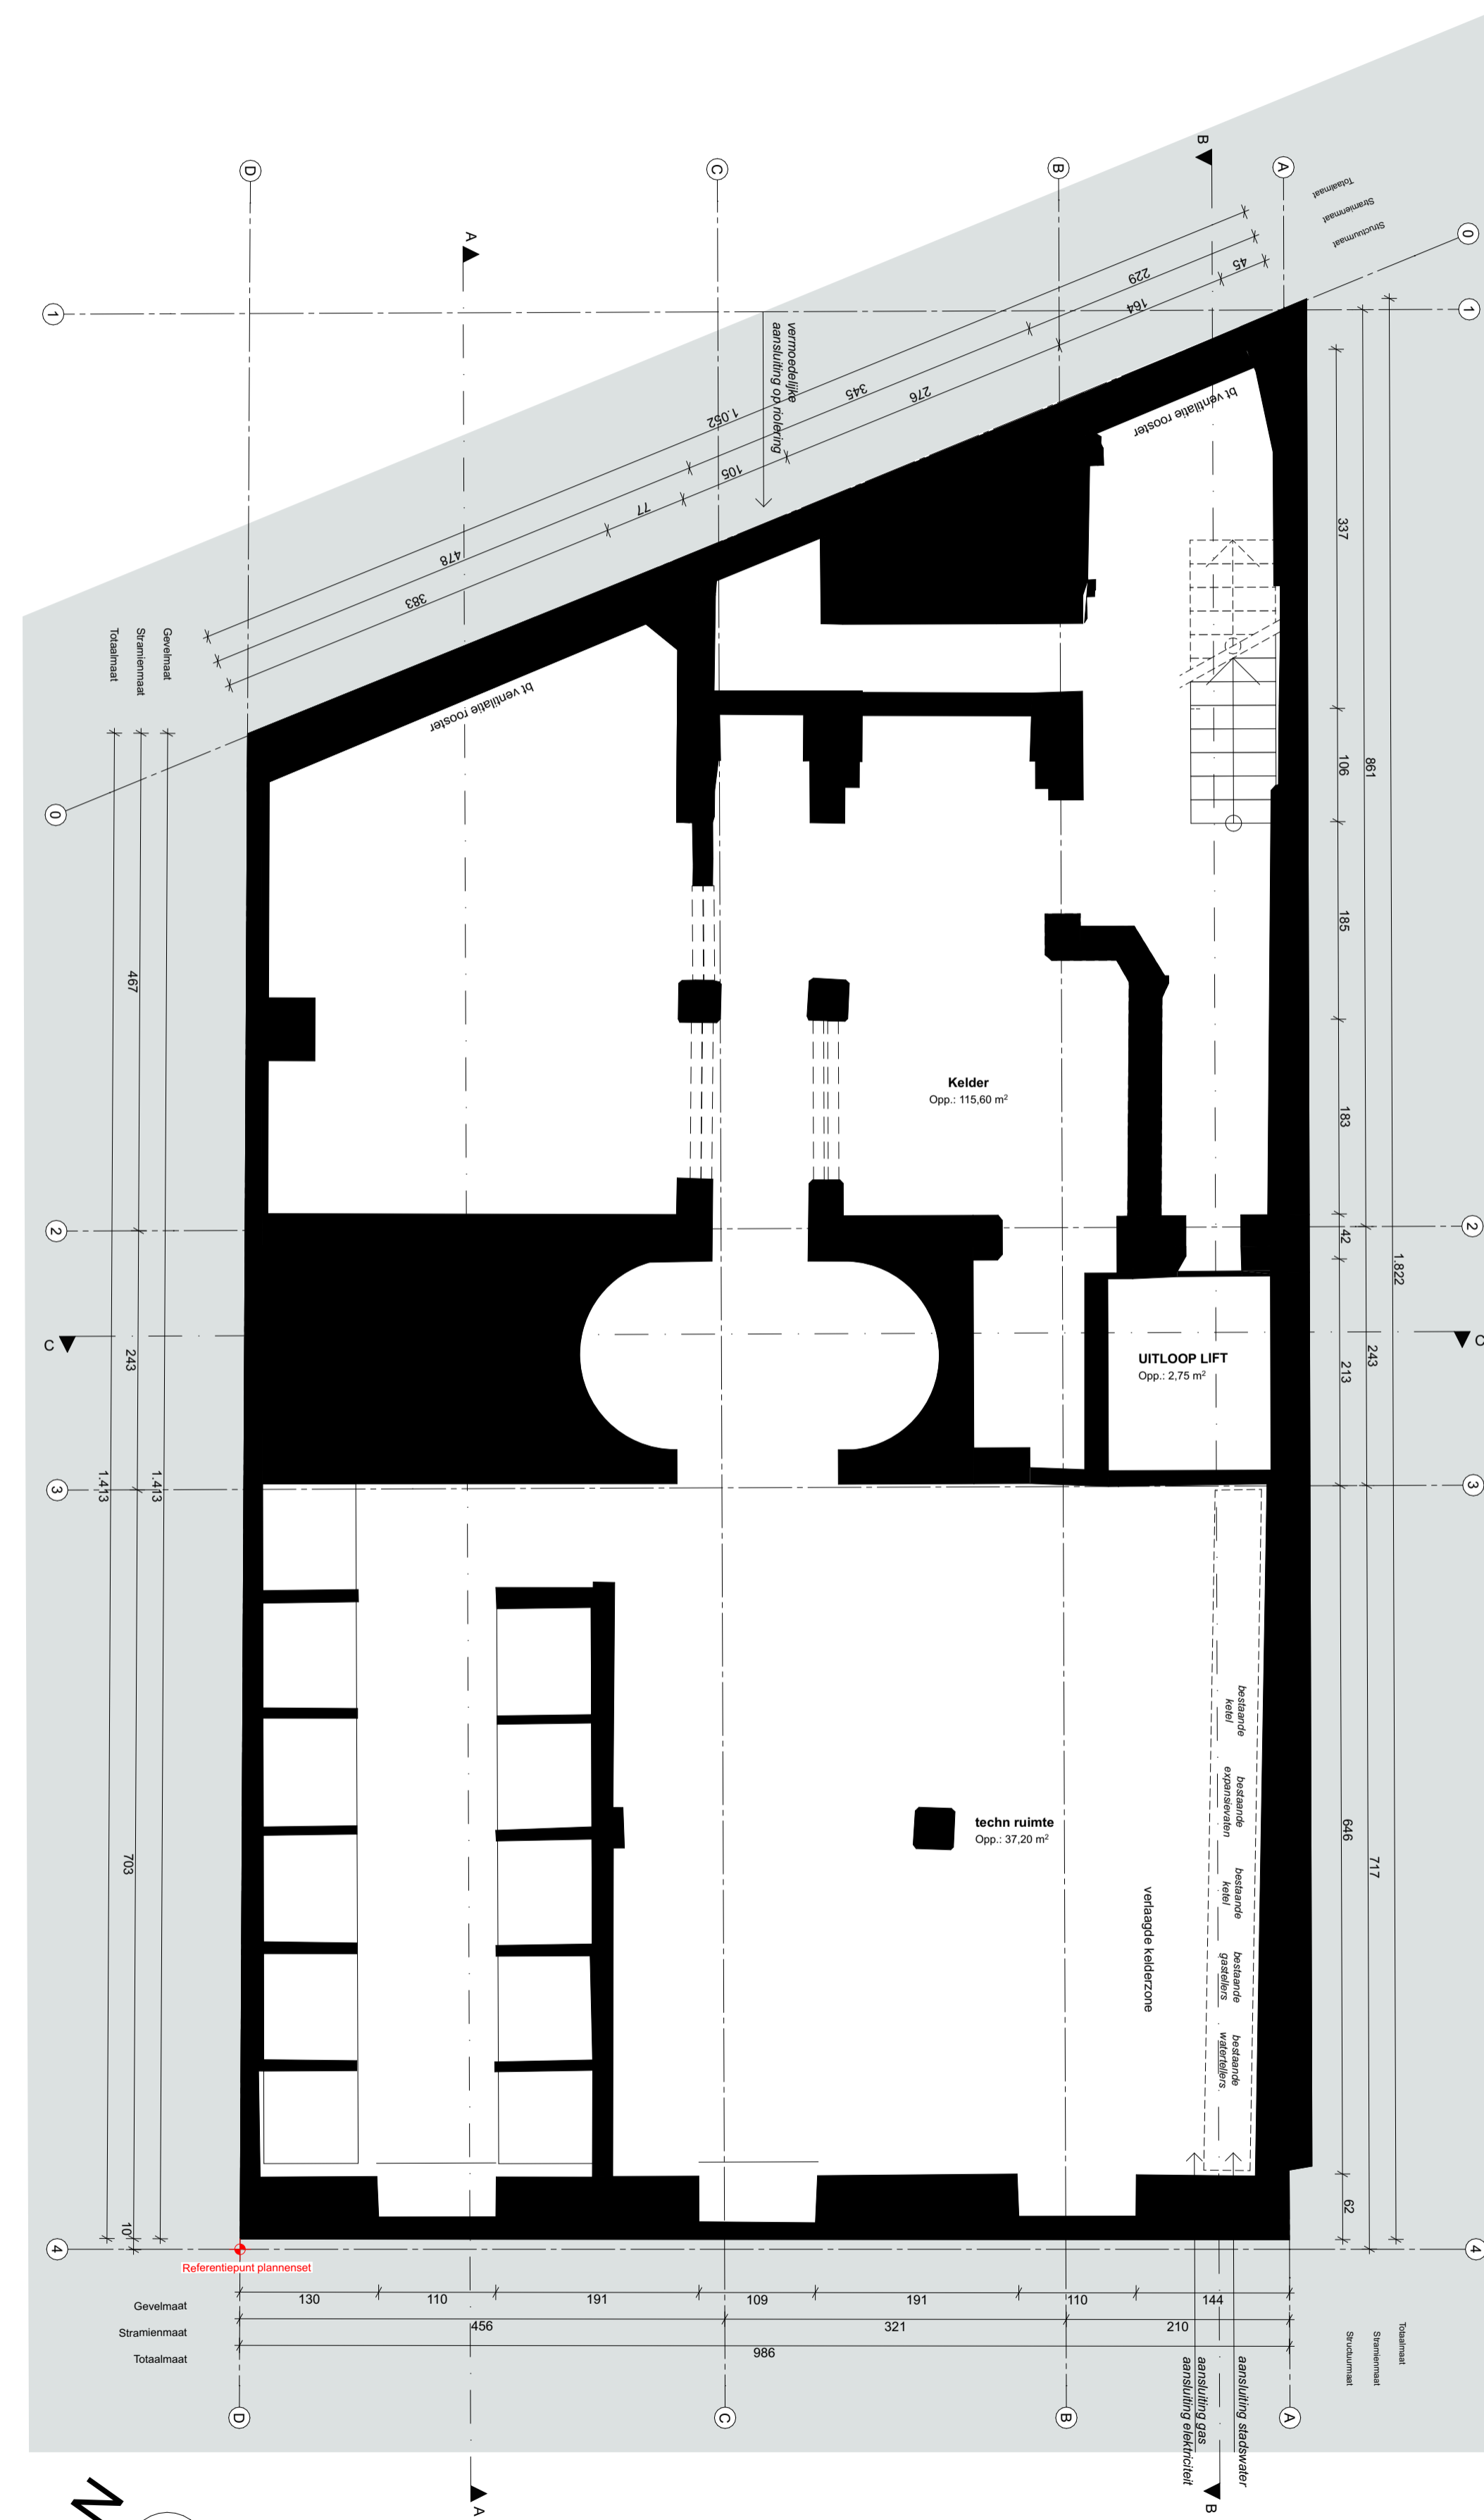 D
C
B
B
A
A
0
1
1
Totaalmaat
Stramienmaat
Structuurmaat
45
229
164
345
276
1.052
105
77
478
383
vermoedelijke
aansluiting op riolering
bt ventilatie rooster
bt ventilatie rooster
337
861
106
185
183
42
1.822
243
213
646
717
62
Gevelmaat
Stramienmaat
Totaalmaat
0
467
243
1.413
1.413
703
10
Kelder
Opp.: 115,60 m²
2
2
C
C
UITLOOP LIFT
Opp.: 2,75 m²
3
3
bestaande
ketel
bestaande
expansievaten
bestaande
ketel
bestaande
gastellers
bestaande
watertellers
techn ruimte
Opp.: 37,20 m²
verlaagde kelderzone
4
4
Referentiepunt plannenset
Gevelmaat
130
110
191
109
191
110
144
Stramienmaat
456
321
210
Totaalmaat
986
Totaalmaat
Stramienmaat
Structuurmaat
aansluiting stadswater
aansluiting gas
aansluiting elektriciteit
D
C
B
A
A
B